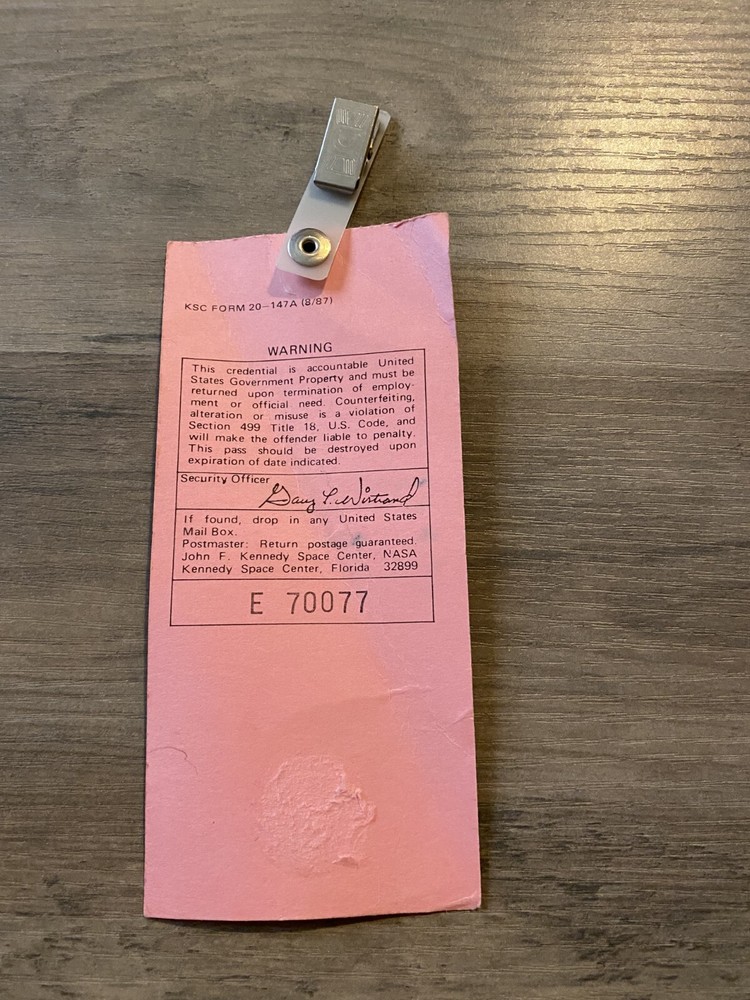 KSC FORM 20-147A (8/87)
WARNING
This credential is accountable United
States Government Property and must be
returned upon termination of employ-
ment or official need. Counterfeiting,
alteration or misuse is a violation of
Section 499 Title 18, U.S. Code, and
will make the offender liable to penalty.
This pass should be destroyed upon
expiration of date indicated.
Security Officer
If found, drop in any United States
Mail Box.
Postmaster: Return postage guaranteed.
John F. Kennedy Space Center, NASA
Kennedy Space Center, Florida 32899
E 70077